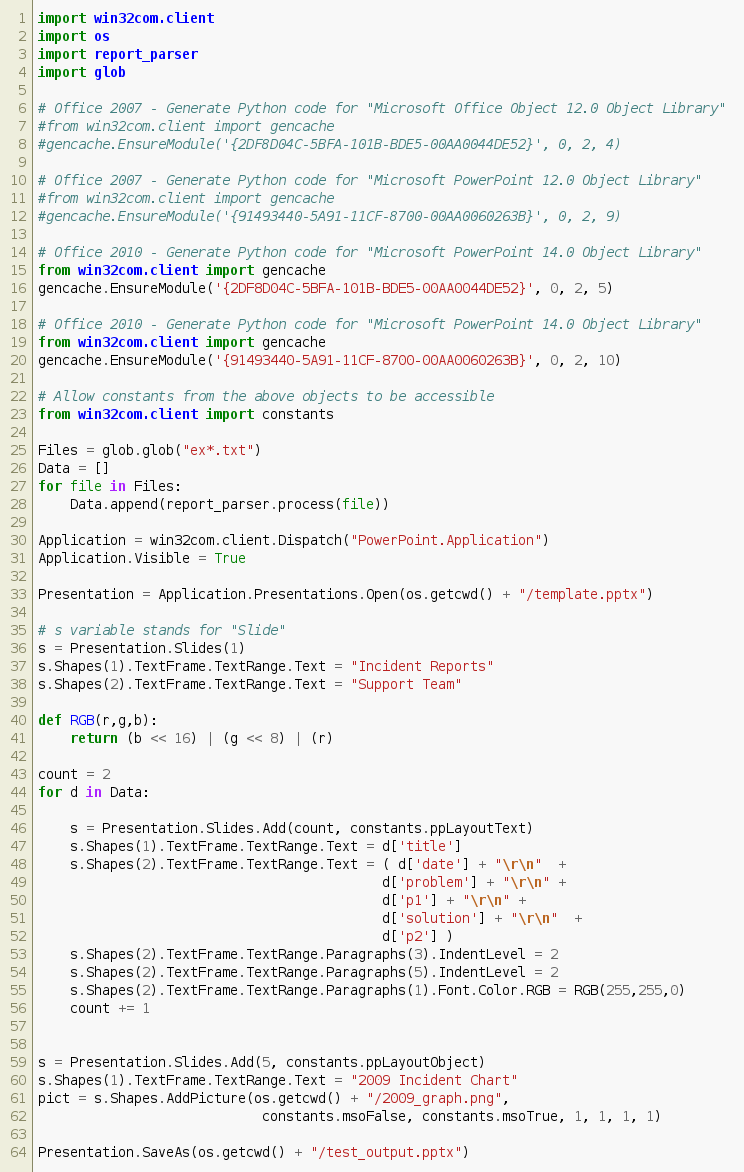 1 import win32com.client
2 import os
3 import report_parser
4 import glob
5
6 # Office 2007 - Generate Python code for "Microsoft Office Object 12.0 Object Library"
7 #from win32com.client import gencache
8 #gencache.EnsureModule('{2DF8D04C-5BFA-101B-BDE5-00AA0044DE52}', 0, 2, 4)
9
10 # Office 2007 - Generate Python code for "Microsoft PowerPoint 12.0 Object Library"
11 #from win32com.client import gencache
12 #gencache.EnsureModule('{91493440-5A91-11CF-8700-00AA0060263B}', 0, 2, 9)
13
14 # Office 2010 - Generate Python code for "Microsoft PowerPoint 14.0 Object Library"
15 from win32com.client import gencache
16 gencache.EnsureModule('{2DF8D04C-5BFA-101B-BDE5-00AA0044DE52}', 0, 2, 5)
17
18 # Office 2010 - Generate Python code for "Microsoft PowerPoint 14.0 Object Library"
19 from win32com.client import gencache
20 gencache.EnsureModule('{91493440-5A91-11CF-8700-00AA0060263B}', 0, 2, 10)
21
22 # Allow constants from the above objects to be accessible
23 from win32com.client import constants
24
25 Files = glob.glob("ex*.txt")
26 Data = []
27 for file in Files:
28     Data.append(report_parser.process(file))
29
30 Application = win32com.client.Dispatch("PowerPoint.Application")
31 Application.Visible = True
32
33 Presentation = Application.Presentations.Open(os.getcwd() + "/template.pptx")
34
35 # s variable stands for "Slide"
36 s = Presentation.Slides(1)
37 s.Shapes(1).TextFrame.TextRange.Text = "Incident Reports"
38 s.Shapes(2).TextFrame.TextRange.Text = "Support Team"
39
40 def RGB(r,g,b):
41     return (b << 16) | (g << 8) | (r)
42
43 count = 2
44 for d in Data:
45
46     s = Presentation.Slides.Add(count, constants.ppLayoutText)
47     s.Shapes(1).TextFrame.TextRange.Text = d['title']
48     s.Shapes(2).TextFrame.TextRange.Text = ( d['date'] + "\r\n"  +
49                                            d['problem'] + "\r\n" +
50                                            d['p1'] + "\r\n" +
51                                            d['solution'] + "\r\n"  +
52                                            d['p2'] )
53     s.Shapes(2).TextFrame.TextRange.Paragraphs(3).IndentLevel = 2
54     s.Shapes(2).TextFrame.TextRange.Paragraphs(5).IndentLevel = 2
55     s.Shapes(2).TextFrame.TextRange.Paragraphs(1).Font.Color.RGB = RGB(255,255,0)
56     count += 1
57
58
59 s = Presentation.Slides.Add(5, constants.ppLayoutObject)
60 s.Shapes(1).TextFrame.TextRange.Text = "2009 Incident Chart"
61 pict = s.Shapes.AddPicture(os.getcwd() + "/2009_graph.png",
62                             constants.msoFalse, constants.msoTrue, 1, 1, 1, 1)
63
64 Presentation.SaveAs(os.getcwd() + "/test_output.pptx")